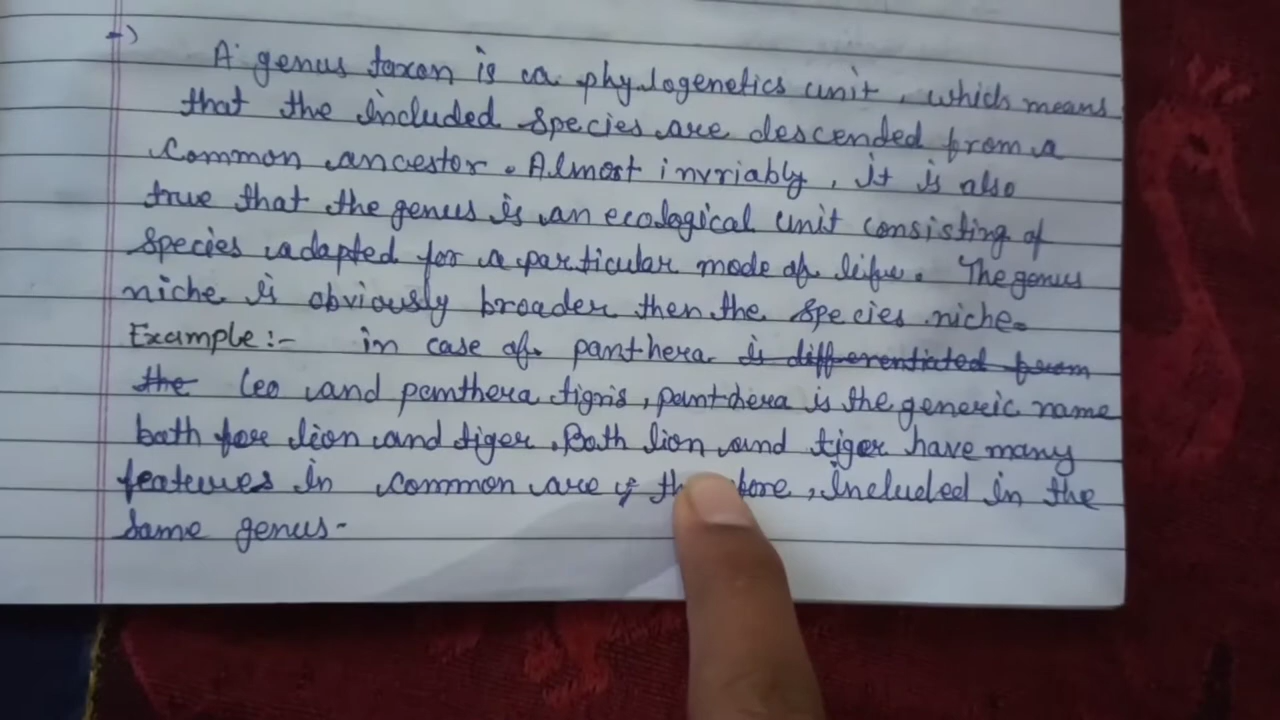 → A genus taxon is a phylogenetics unit, which means
that the included species are descended from a
common ancestor. Almost invriably, it is also
true that the genus is an ecological unit consisting of
species adapted for a particular mode of life. The genus
niche is obviously broader then the species niche.
Example:- in case of panthera is differentiated from
the leo and panthera tigris, panthera is the generic name
both for lion and tiger. Both lion and tiger have many
features in common are , included in the
same genus.